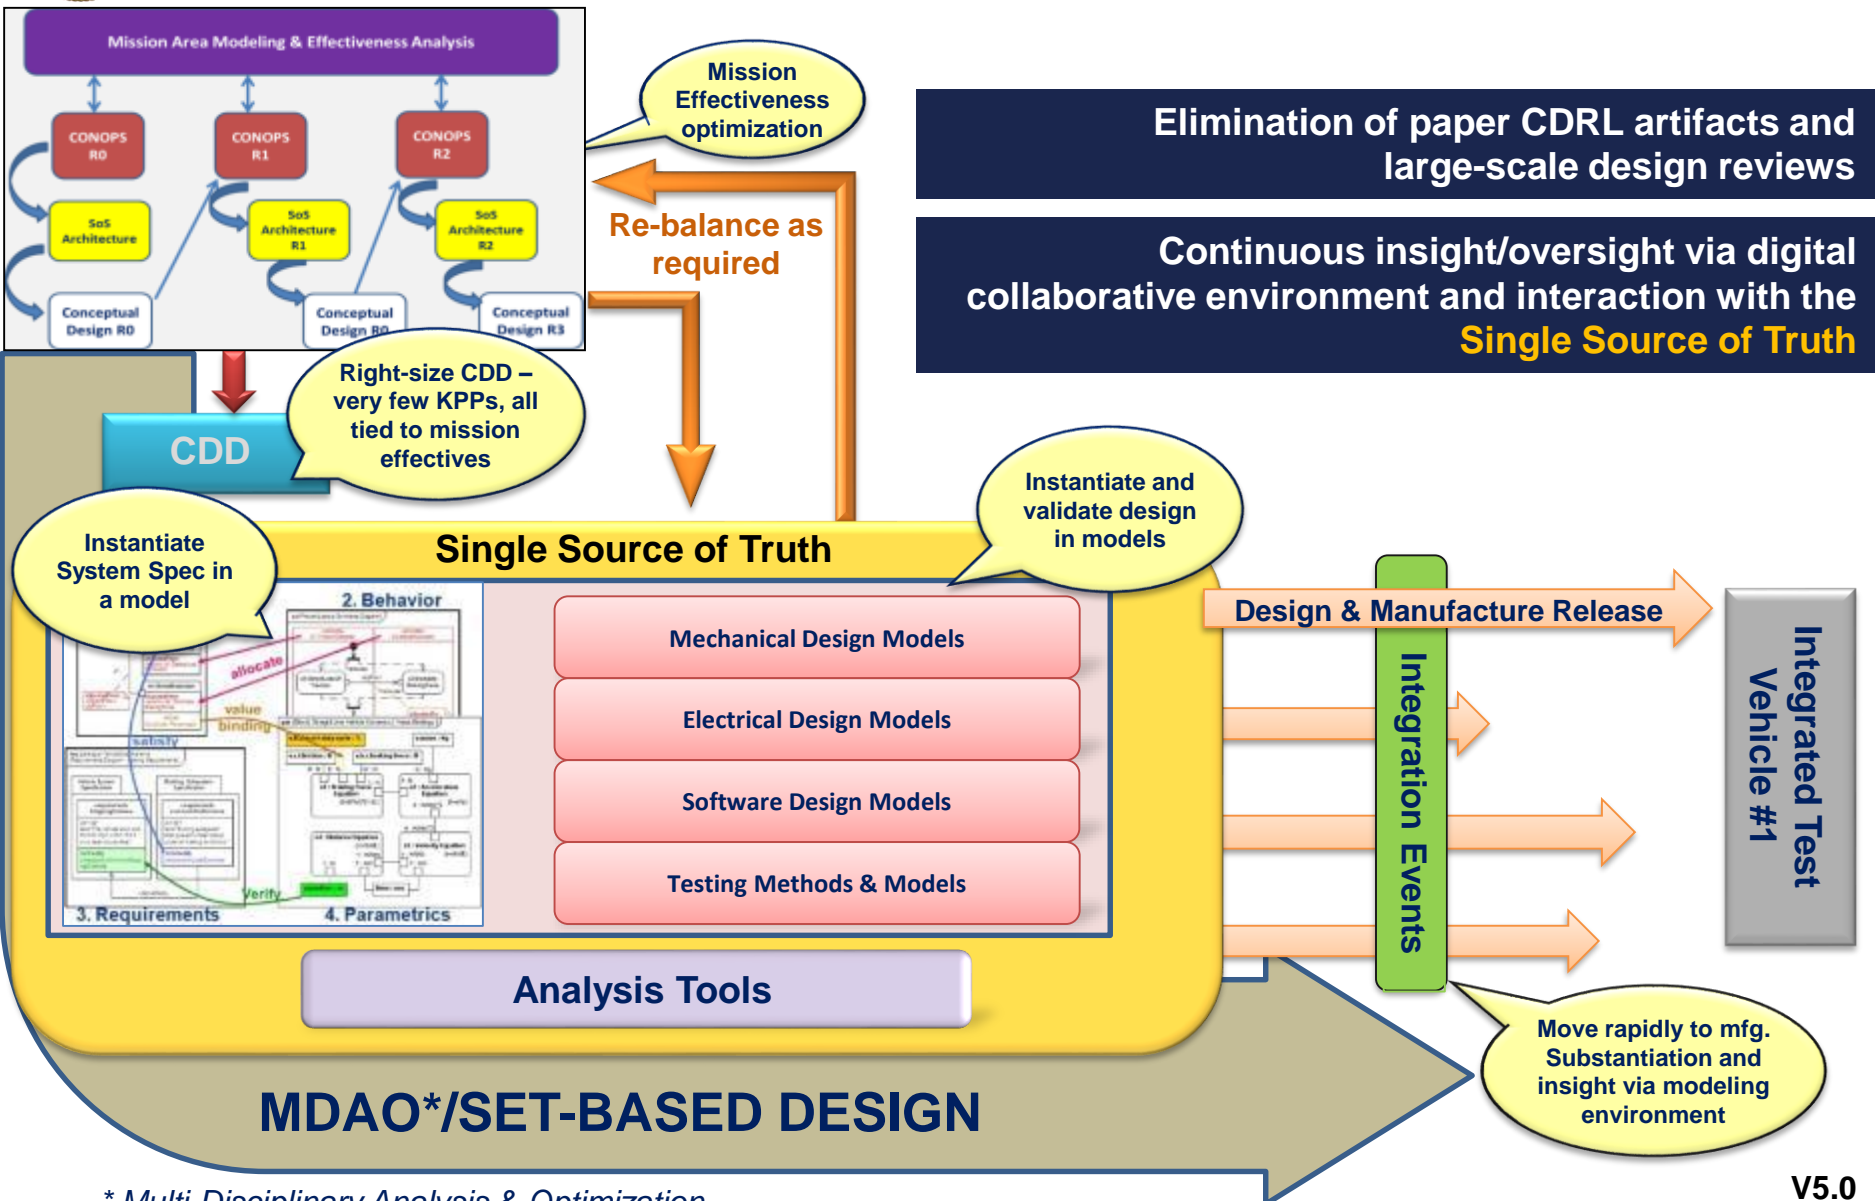 Mission Area Modeling & Effectiveness Analysis
CONOPS
R0
CONOPS
R1
CONOPS
R2
SoS
Architecture
SoS
Architecture
R1
SoS
Architecture
R2
Conceptual
Design R0
Conceptual
Design R0
Conceptual
Design R3
Mission
Effectiveness
optimization
Re-balance as
required
Elimination of paper CDRL artifacts and
large-scale design reviews
Continuous insight/oversight via digital
collaborative environment and interaction with the
Single Source of Truth
CDD
Right-size CDD –
very few KPPs, all
tied to mission
effectives
Instantiate
System Spec in
a model
Single Source of Truth
Instantiate and
validate design
in models
2. Behavior
allocate
value
binding
satisfy
Verify
3. Requirements
4. Parametrics
Mechanical Design Models
Electrical Design Models
Software Design Models
Testing Methods & Models
Analysis Tools
Design & Manufacture Release
Integration Events
Integrated Test
Vehicle #1
Move rapidly to mfg.
Substantiation and
insight via modeling
environment
MDAO*/SET-BASED DESIGN
* Multi-Disciplinary Analysis & Optimization
V5.0